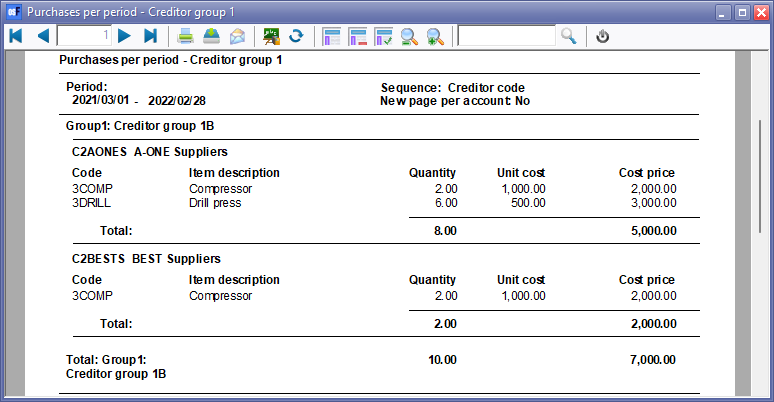 Purchases per period - Creditor group 1
1
Purchases per period - Creditor group 1
Period: Sequence: Creditor code
2021/03/01 - 2022/02/28 New page per account: No
Group1: Creditor group 1B
C2AONES A-ONE Suppliers
Code Item description Quantity Unit cost Cost price
3COMP Compressor 2.00 1,000.00 2,000.00
3DRILL Drill press 6.00 500.00 3,000.00
Total: 8.00 5,000.00
C2BESTS BEST Suppliers
Code Item description Quantity Unit cost Cost price
3COMP Compressor 2.00 1,000.00 2,000.00
Total: 2.00 2,000.00
Total: Group1: 10.00 7,000.00
Creditor group 1B